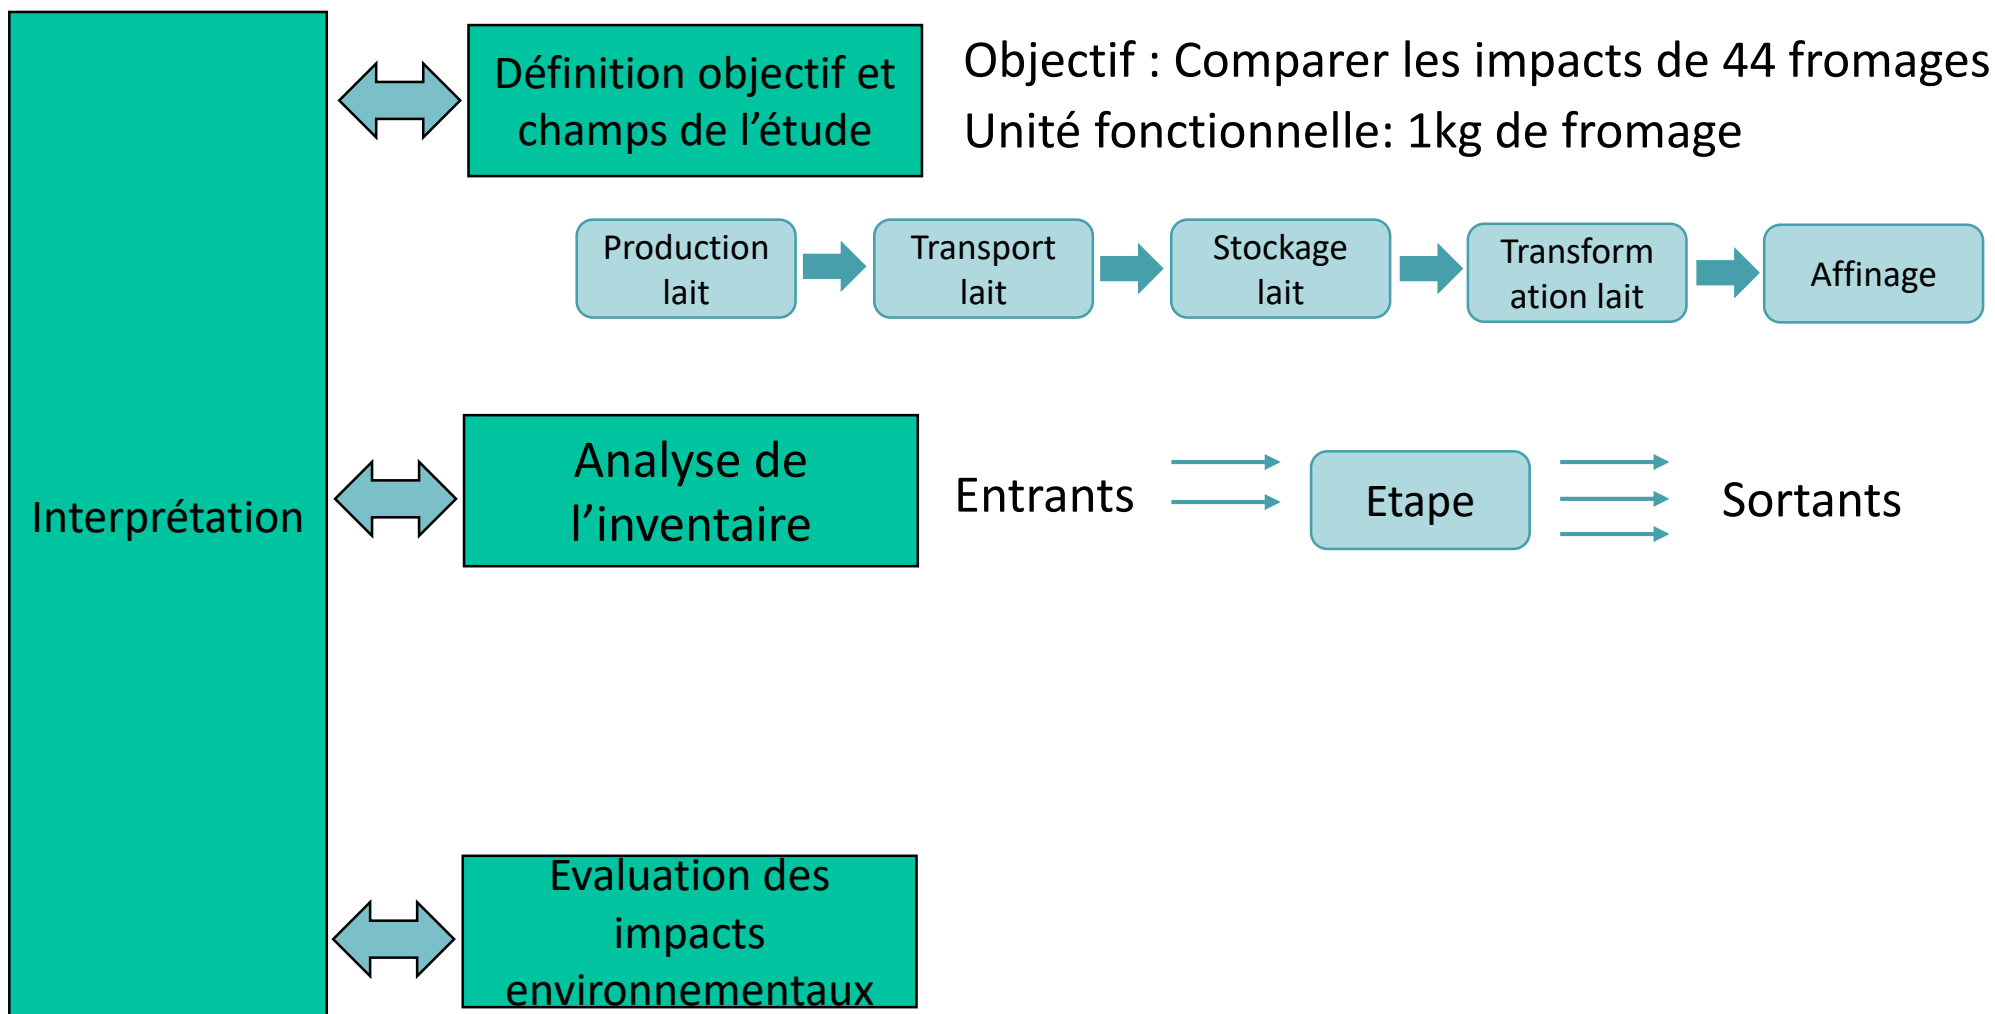 Définition objectif et
champs de l’étude
Objectif : Comparer les impacts de 44 fromages
Unité fonctionnelle: 1kg de fromage
Production
lait
Transport
lait
Stockage
lait
Transform
ation lait
Affinage
Interprétation
Analyse de
l’inventaire
Entrants
Etape
Sortants
Evaluation des
impacts
environnementaux